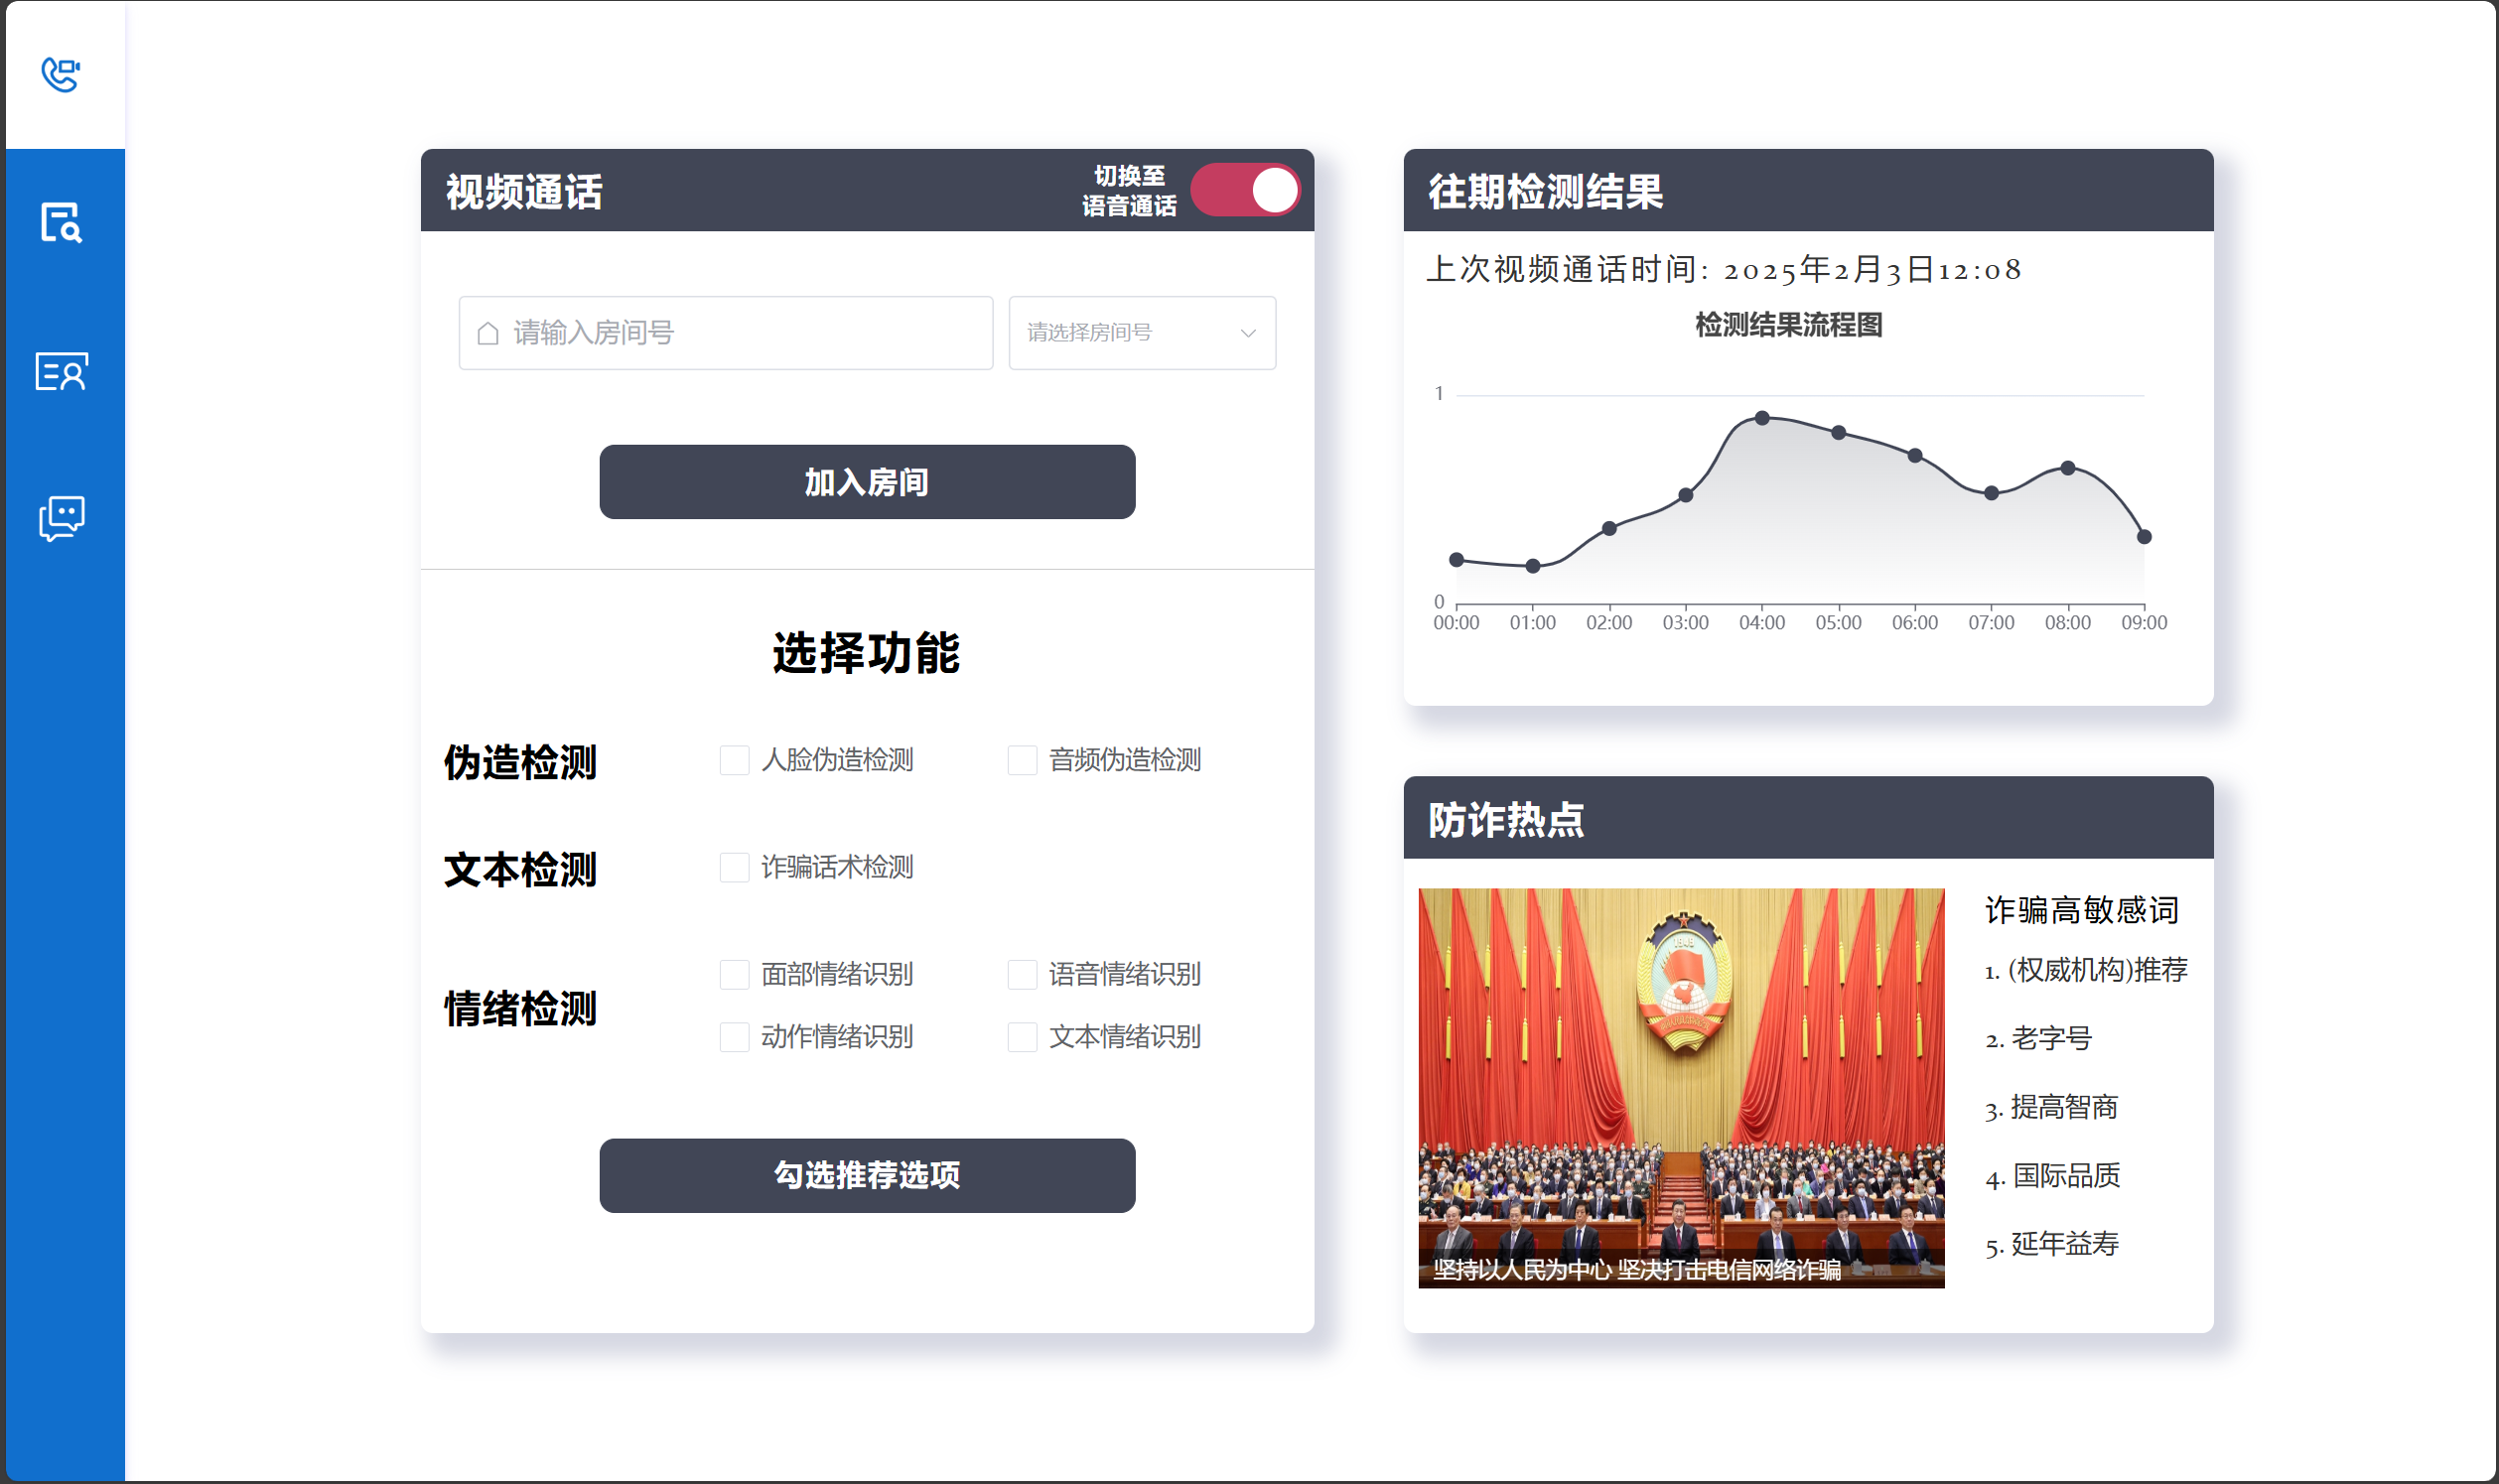 视频通话
切换至
语音通话
请输入房间号
请选择房间号
加入房间
选择功能
伪造检测
人脸伪造检测
音频伪造检测
文本检测
诈骗话术检测
情绪检测
面部情绪识别
语音情绪识别
动作情绪识别
文本情绪识别
勾选推荐选项
往期检测结果
上次视频通话时间: 2025年2月3日12:08
检测结果流程图
1
0
00:00 01:00 02:00 03:00 04:00 05:00 06:00 07:00 08:00 09:00
防诈热点
坚持以人民为中心 坚决打击电信网络诈骗
诈骗高敏感词
1. (权威机构)推荐
2. 老字号
3. 提高智商
4. 国际品质
5. 延年益寿